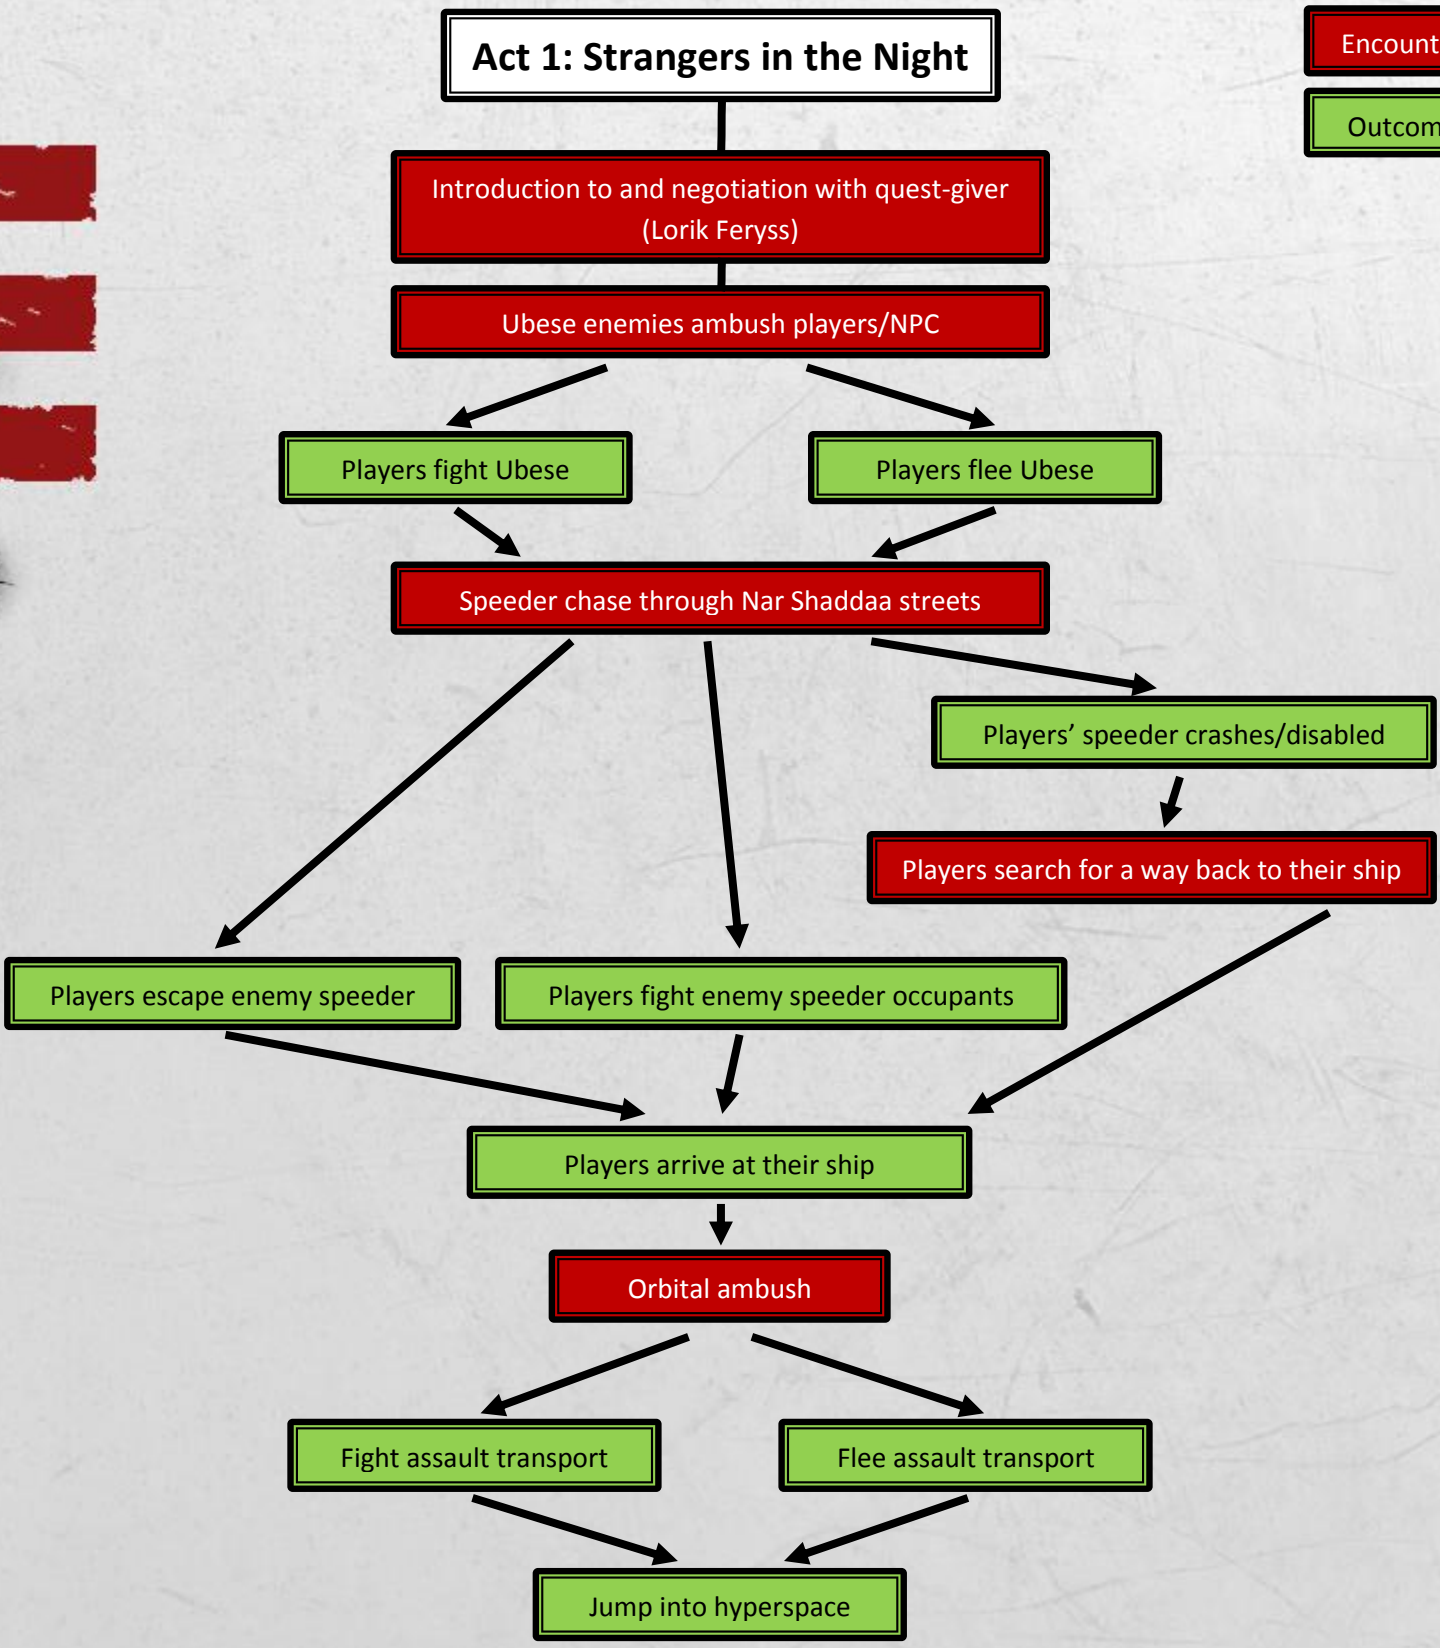 Act 1: Strangers in the Night
Encount
Outcom
Introduction to and negotiation with quest-giver
(Lorik Feryss)
Ubese enemies ambush players/NPC
Players fight Ubese
Players flee Ubese
Speeder chase through Nar Shaddaa streets
Players’ speeder crashes/disabled
Players search for a way back to their ship
Players escape enemy speeder
Players fight enemy speeder occupants
Players arrive at their ship
Orbital ambush
Fight assault transport
Flee assault transport
Jump into hyperspace